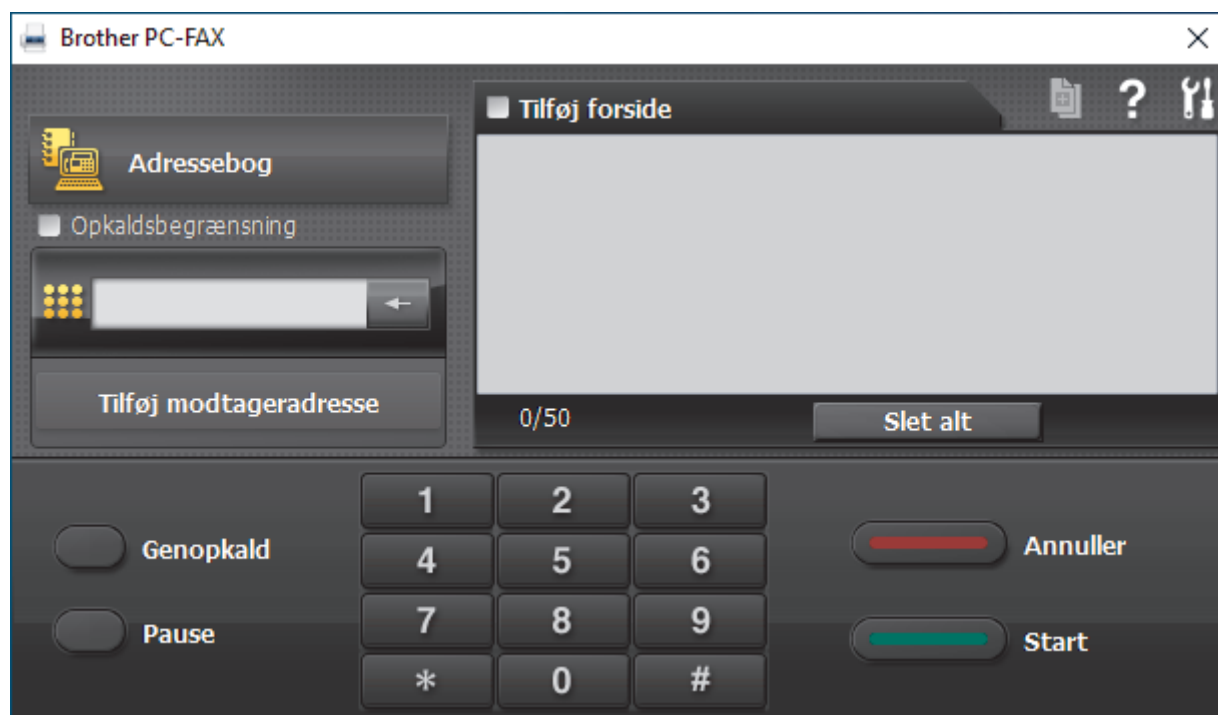 Brother PC-FAX
Tilføj forside
?
Adressebog
Opkaldsbegrænsning
Tilføj modtageradresse
0/50
Slet alt
1 2 3
Genopkald
4 5 6
Annuller
7 8 9
Pause
Start
* 0 #